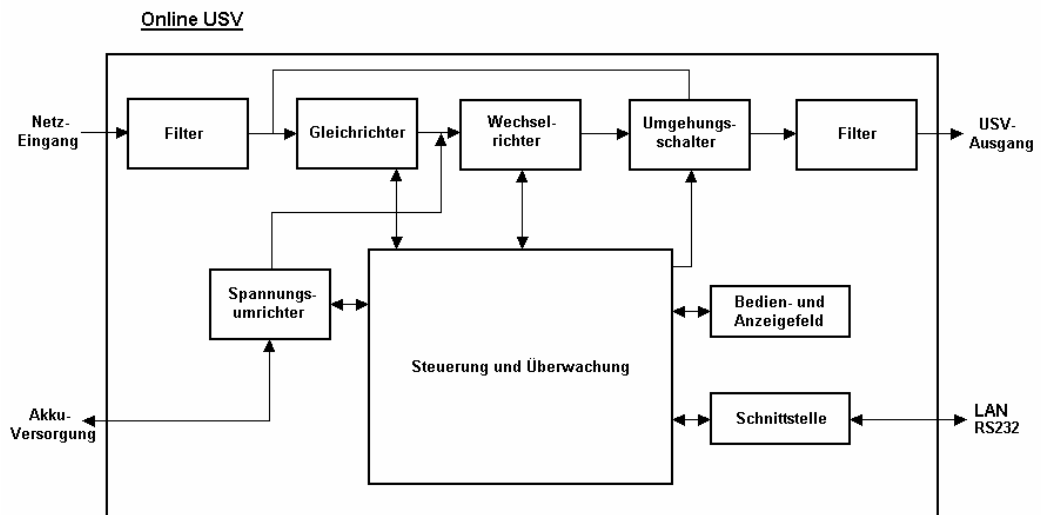 Online USV
Netz-
Eingang
Filter
Gleichrichter
Wechsel-
richter
Umgehungs-
schalter
Filter
USV-
Ausgang
Spannungs-
umrichter
Steuerung und Überwachung
Bedien- und
Anzeigefeld
Akku-
Versorgung
Schnittstelle
LAN
RS232